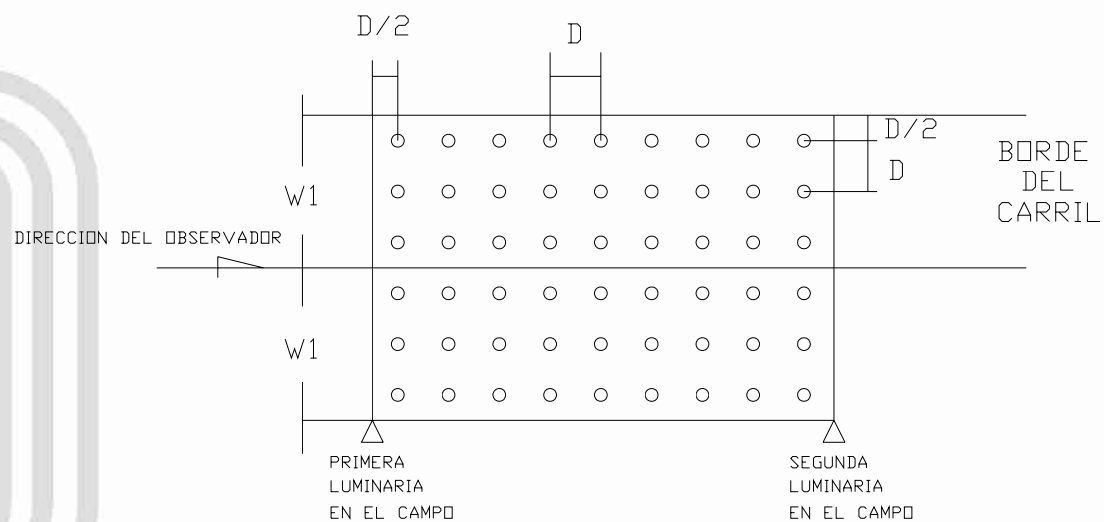 D/2
D
D/2
D
BORDE
DEL
CARRIL
W1
DIRECCION DEL OBSERVADOR
W1
PRIMERA
LUMINARIA
EN EL CAMPO
SEGUNDA
LUMINARIA
EN EL CAMPO